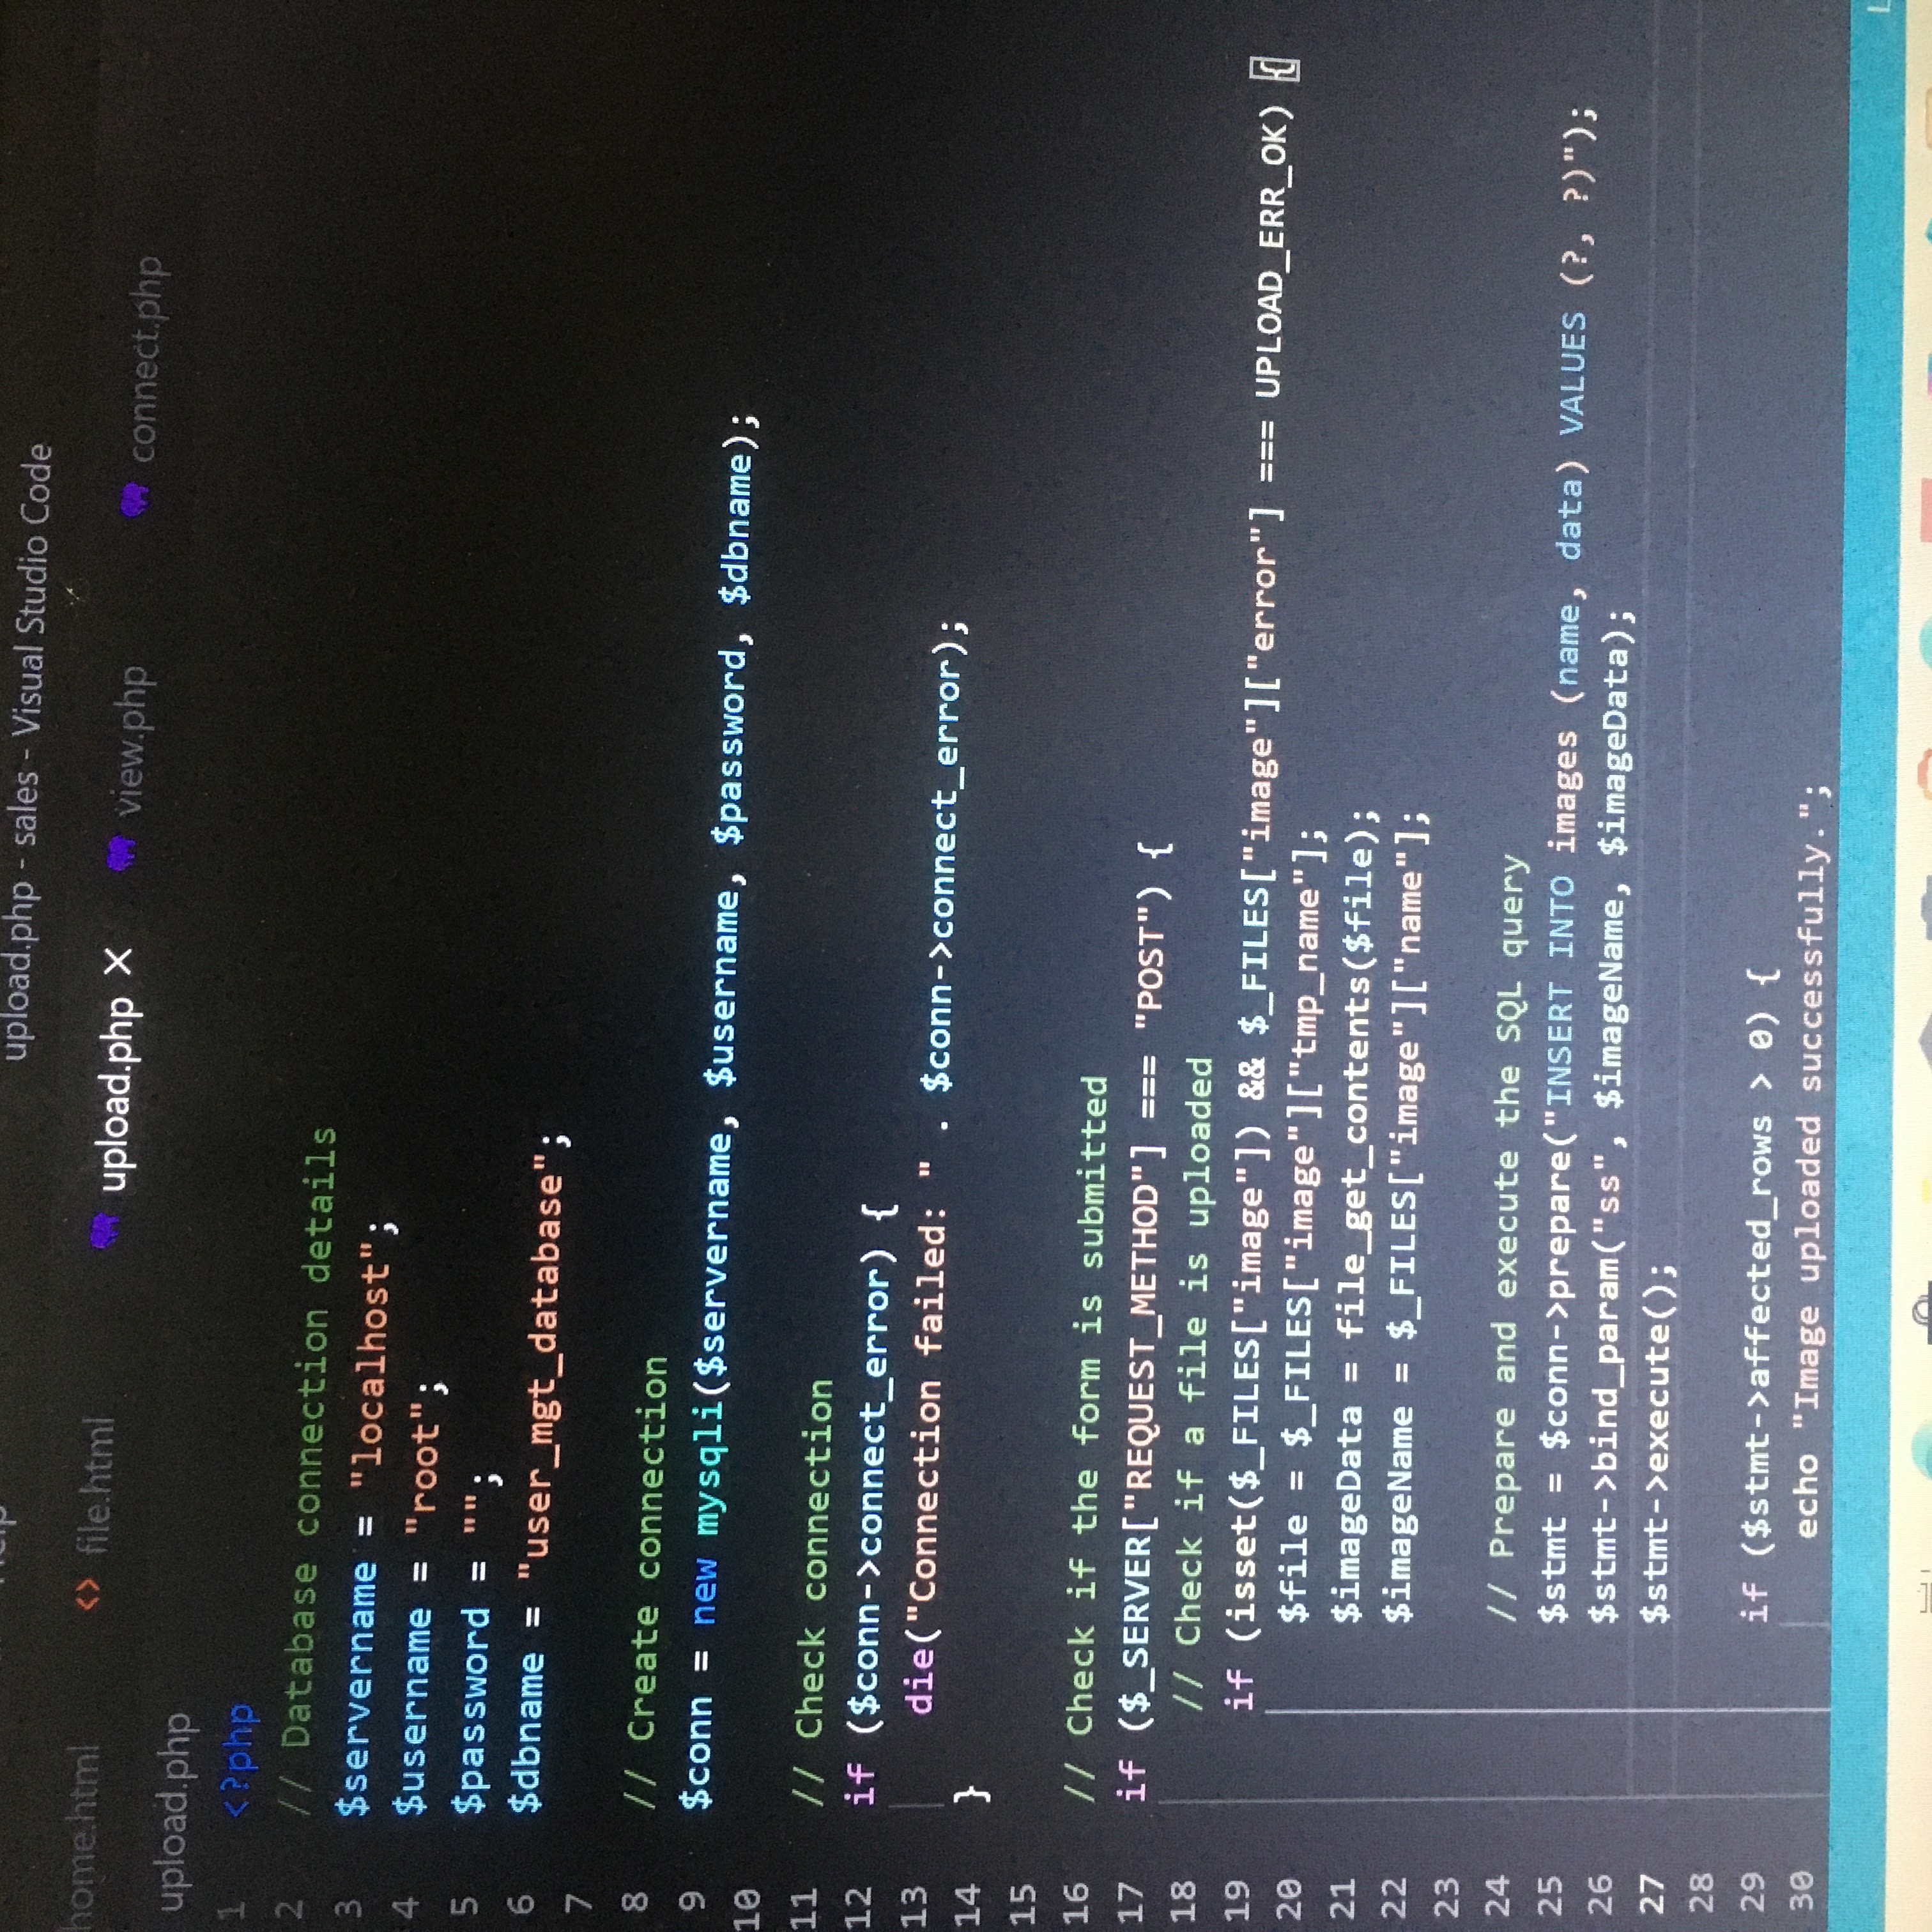 upload.php - sales - Visual Studio Code
home.html <> file.html upload.php × view.php connect.php
upload.php
1 <?php
2 // Database connection details
3 $servername = "localhost";
4 $username = "root";
5 $password = "";
6 $dbname = "user_mgt_database";
7
8 // Create connection
9 $conn = new mysqli($servername, $username, $password, $dbname);
10
11 // Check connection
12 if ($conn->connect_error) {
13 die("Connection failed: " . $conn->connect_error);
14 }
15
16 // Check if the form is submitted
17 if ($_SERVER["REQUEST_METHOD"] === "POST") {
18 // Check if a file is uploaded
19 if (isset($_FILES["image"]) && $_FILES["image"]["error"] === UPLOAD_ERR_OK) {
20 $file = $_FILES["image"]["tmp_name"];
21 $imageData = file_get_contents($file);
22 $imageName = $_FILES["image"]["name"];
23
24 // Prepare and execute the SQL query
25 $stmt = $conn->prepare("INSERT INTO images (name, data) VALUES (?, ?)");
26 $stmt->bind_param("ss", $imageName, $imageData);
27 $stmt->execute();
28
29 if ($stmt->affected_rows > 0) {
30 echo "Image uploaded successfully.";